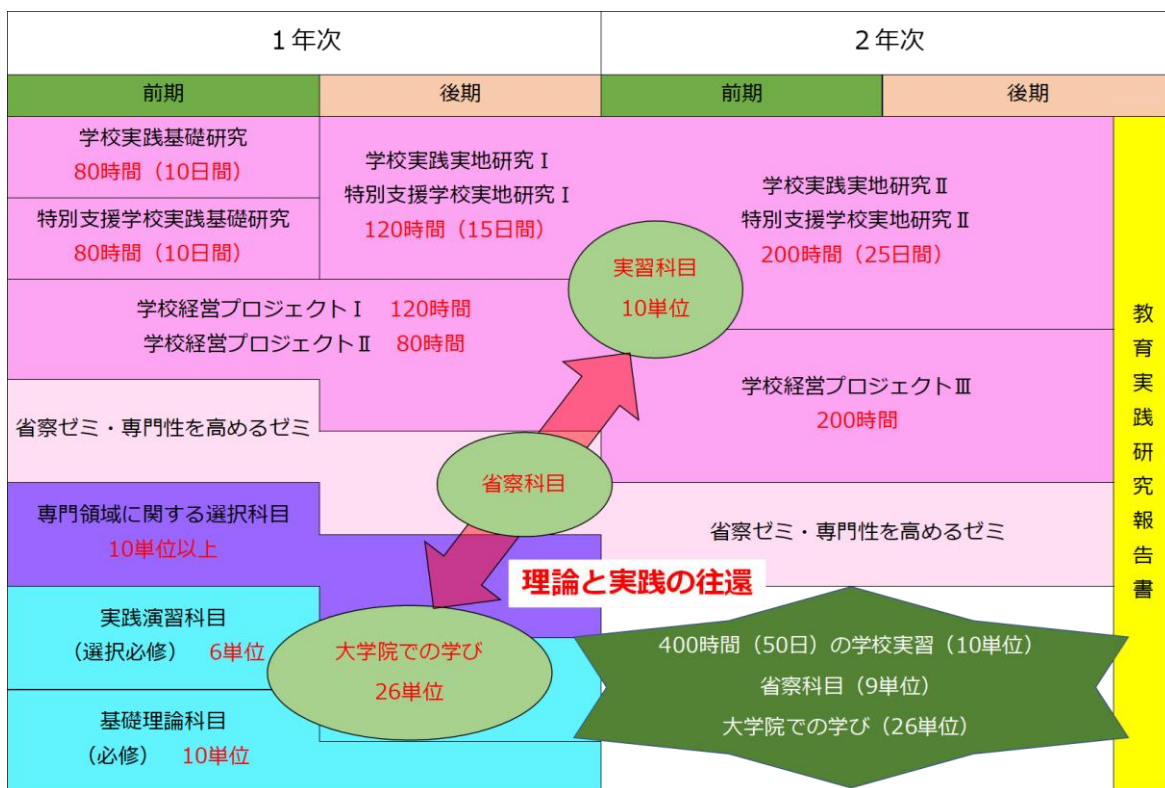 1年次
2年次
前期
後期
前期
後期
学校実践基礎研究
80時間（10日間）
特別支援学校実践基礎研究
80時間（10日間）
学校実践実地研究Ⅰ
特別支援学校実地研究Ⅰ
120時間（15日間）
学校実践実地研究Ⅱ
特別支援学校実地研究Ⅱ
200時間（25日間）
実習科目
10単位
学校経営プロジェクトⅠ 120時間
学校経営プロジェクトⅡ 80時間
学校経営プロジェクトⅢ
200時間
省察ゼミ・専門性を高めるゼミ
省察科目
専門領域に関する選択科目
10単位以上
省察ゼミ・専門性を高めるゼミ
理論と実践の往還
実践演習科目
（選択必修） 6単位
大学院での学び
26単位
基礎理論科目
（必修） 10単位
400時間（50日）の学校実習（10単位）
省察科目（9単位）
大学院での学び（26単位）
教育実践研究報告書